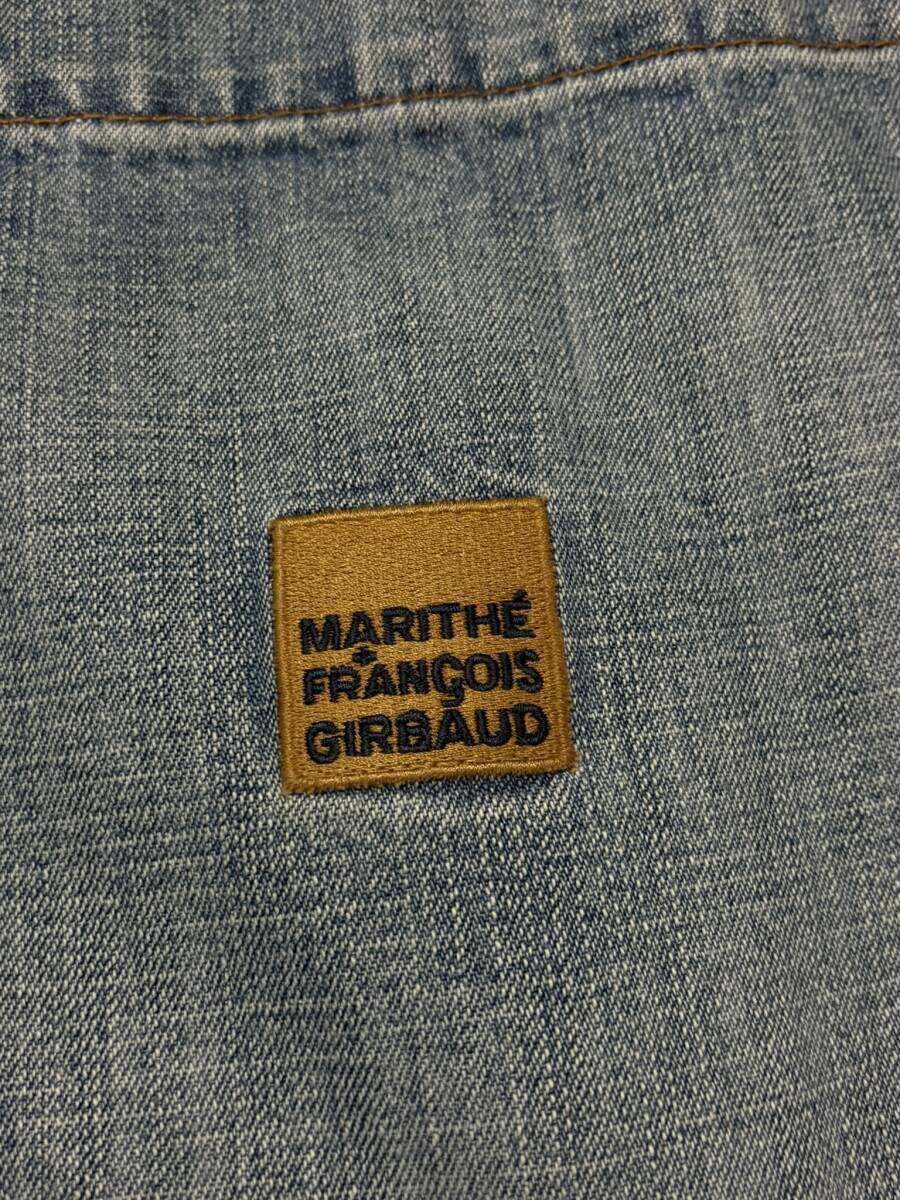 MARITHÉ
+
FRANÇOIS
GIRBAUD